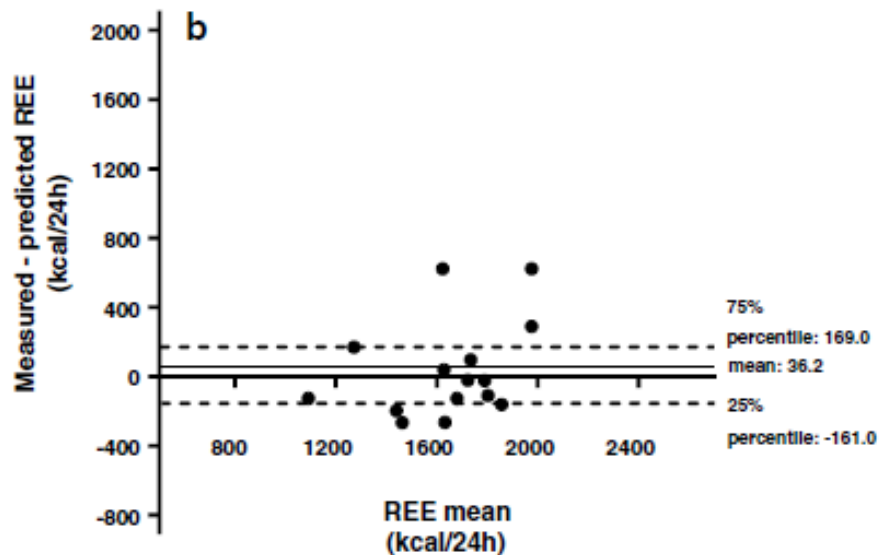 b
2000
1600
1200
800
400
0
-400
-800
Measured - predicted REE
(kcal/24h)
75%
percentile: 169.0
mean: 36.2
25%
percentile: -161.0
800 1200 1600 2000 2400
REE mean
(kcal/24h)